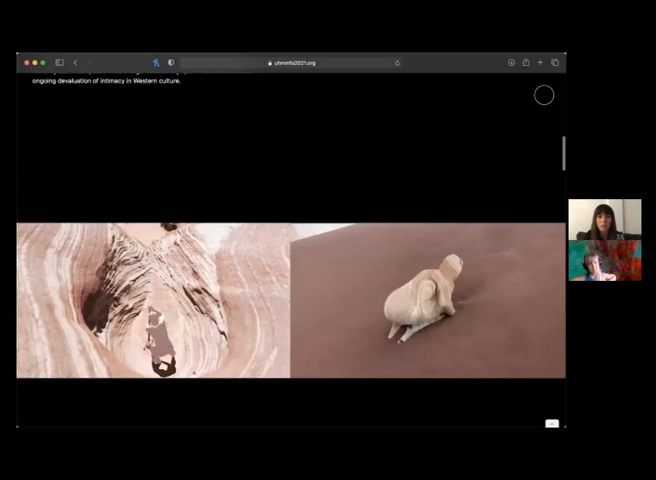 uhmmfa2021.org
ongoing devaluation of intimacy in Western culture.